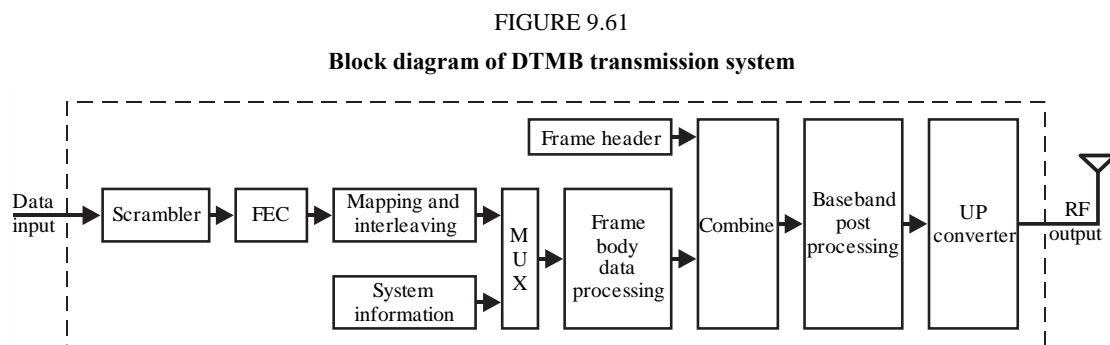 FIGURE 9.61
Block diagram of DTMB transmission system
Frame header
Data
input
Scrambler
FEC
Mapping and
interleaving
System
information
M
U
X
Frame
body
data
processing
Combine
Baseband
post
processing
UP
converter
RF
output